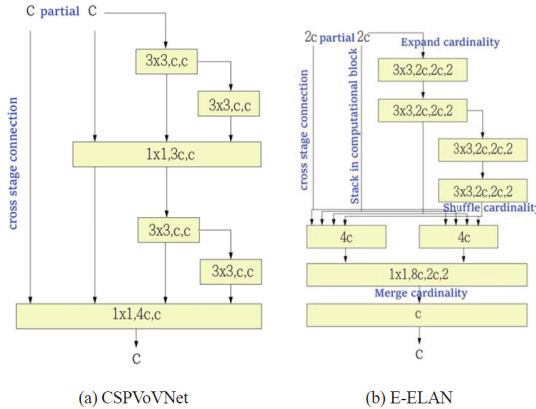 C partial C
3x3,c,c
3x3,c,c
cross stage connection
1x1,3c,c
3x3,c,c
3x3,c,c
1x1,4c,c
C
(a) CSPVoVNet
2c partial 2c
Expand cardinality
3x3,2c,2c,2
3x3,2c,2c,2
cross stage connection
Stack in computational block
3x3,2c,2c,2
3x3,2c,2c,2
Shuffle cardinality
4c
4c
1x1,8c,2c,2
Merge cardinality
c
C
(b) E-ELAN